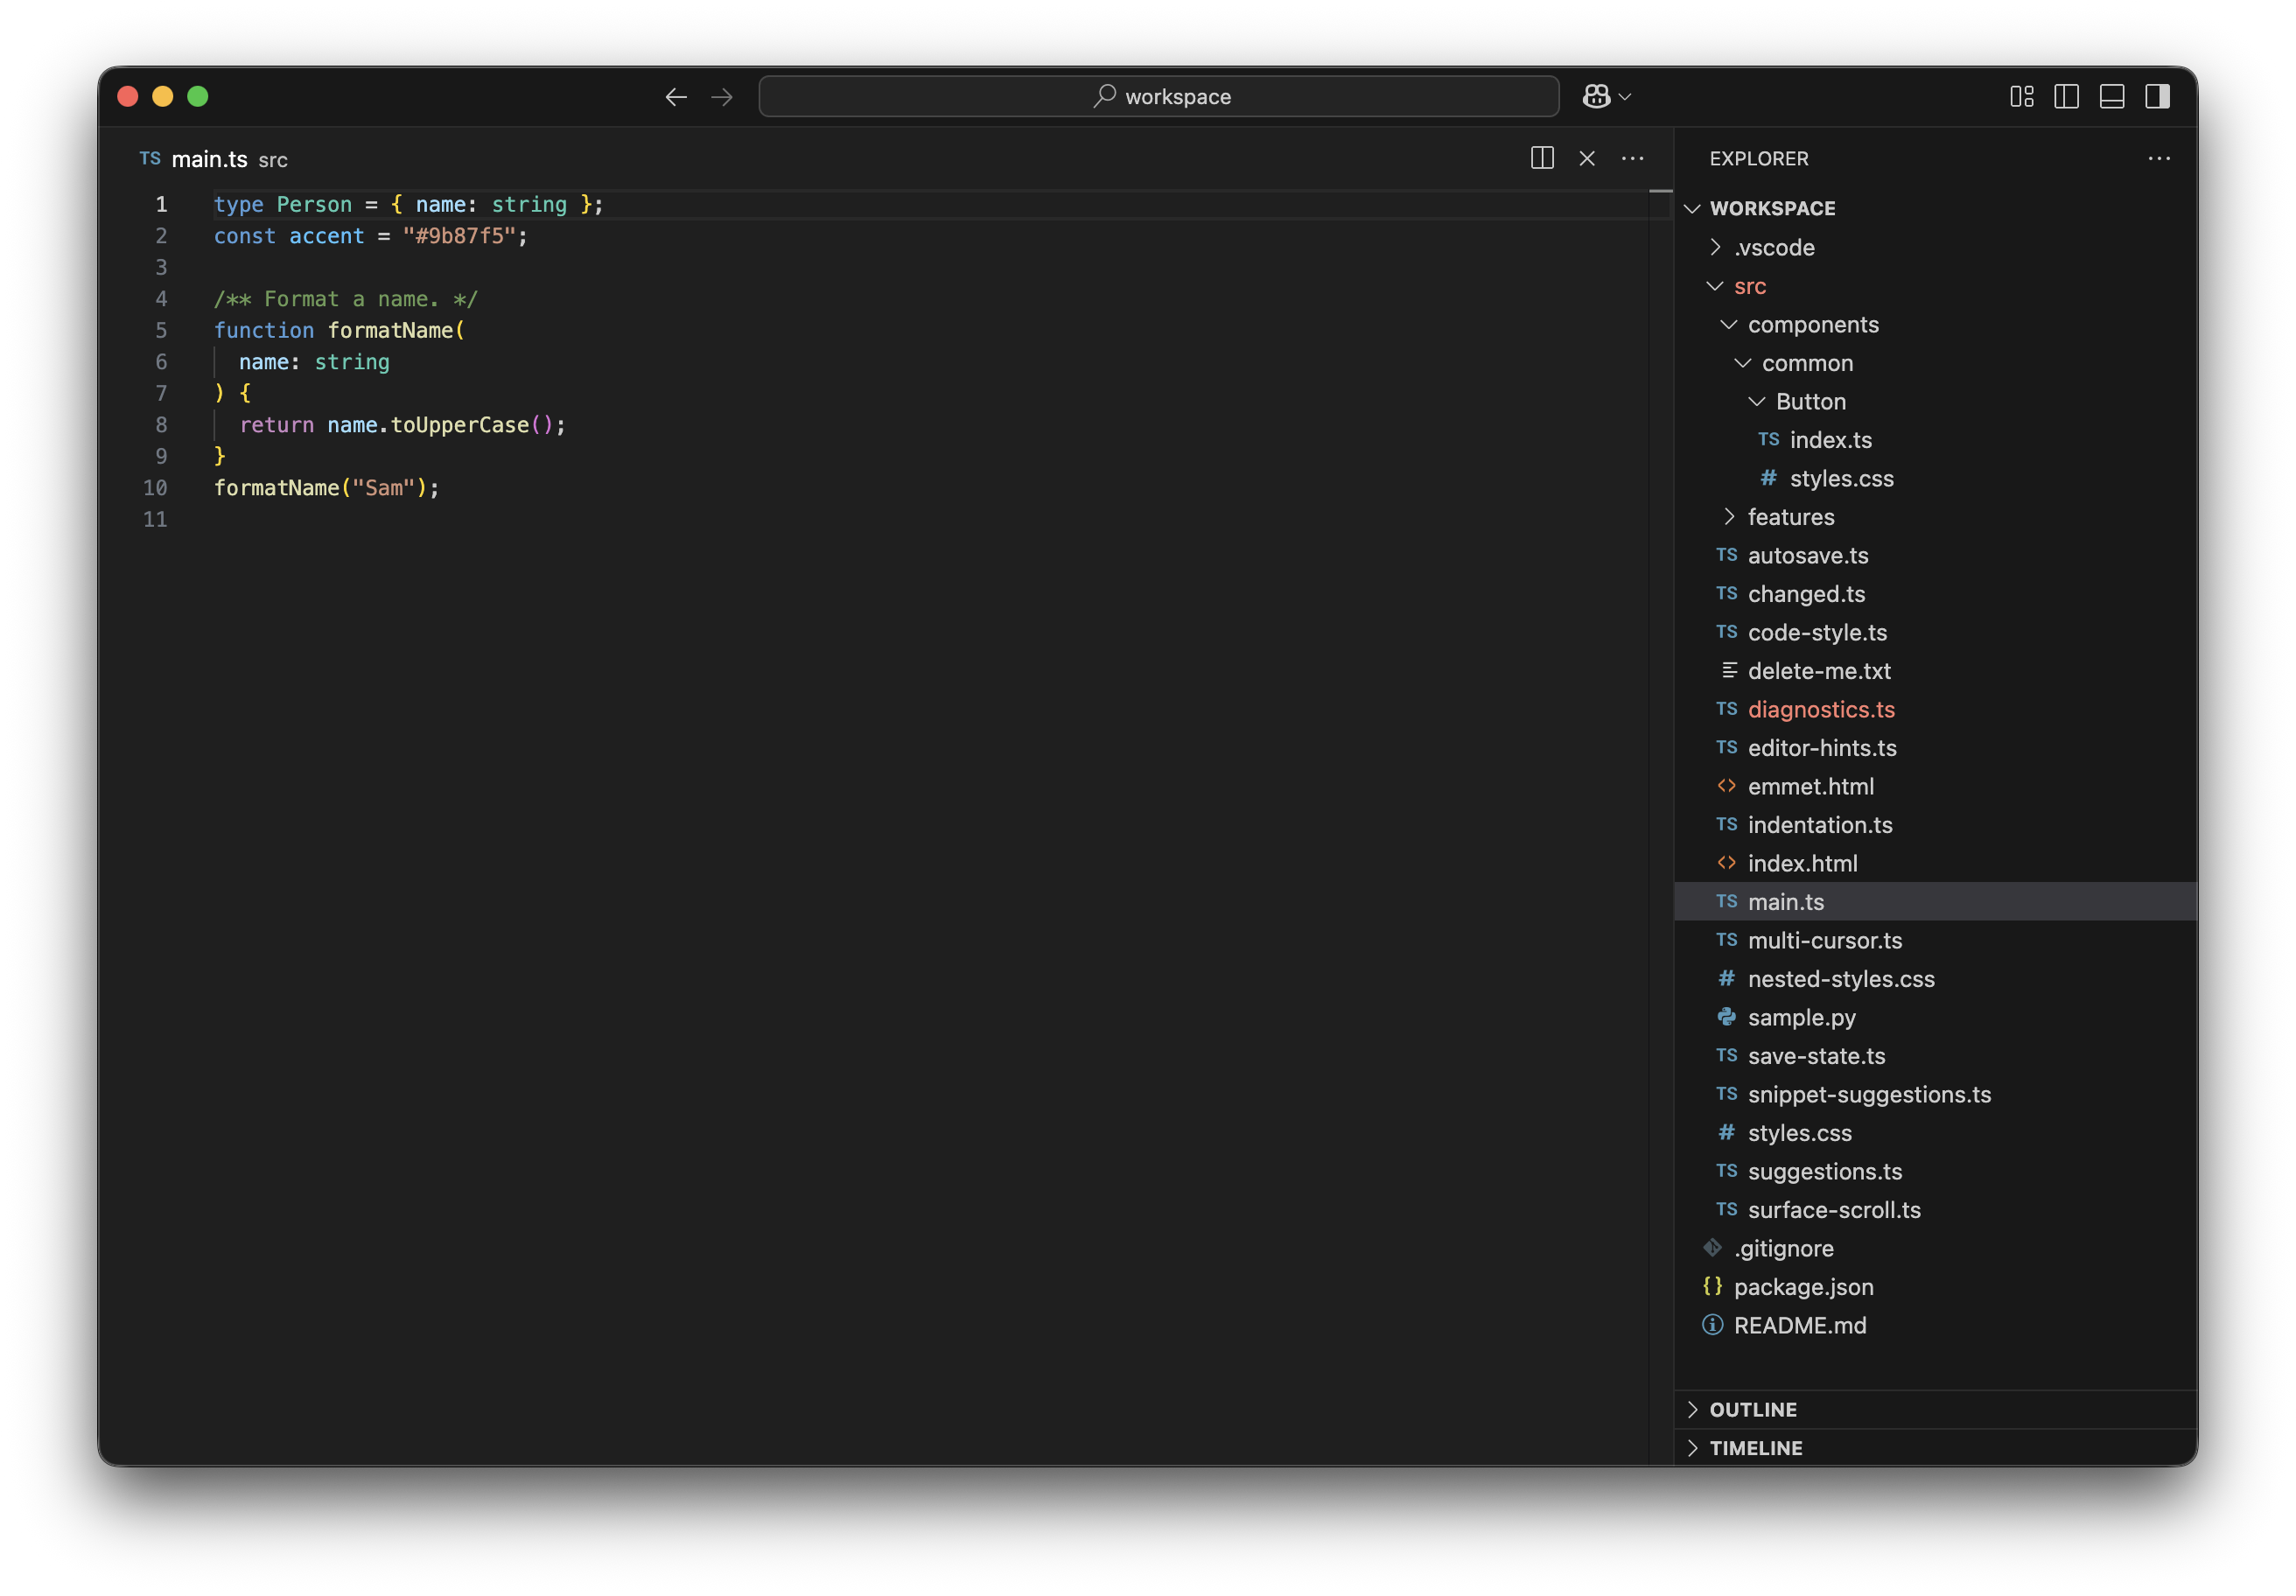 workspace
TS main.ts src
1 type Person = { name: string };
2 const accent = "#9b87f5";
3
4 /** Format a name. */
5 function formatName(
6   name: string
7 ) {
8   return name.toUpperCase();
9 }
10 formatName("Sam");
11
EXPLORER
WORKSPACE
.vscode
src
components
common
Button
TS index.ts
# styles.css
features
TS autosave.ts
TS changed.ts
TS code-style.ts
delete-me.txt
TS diagnostics.ts
TS editor-hints.ts
<> emmet.html
TS indentation.ts
<> index.html
TS main.ts
TS multi-cursor.ts
# nested-styles.css
sample.py
TS save-state.ts
TS snippet-suggestions.ts
# styles.css
TS suggestions.ts
TS surface-scroll.ts
.gitignore
{} package.json
README.md
OUTLINE
TIMELINE